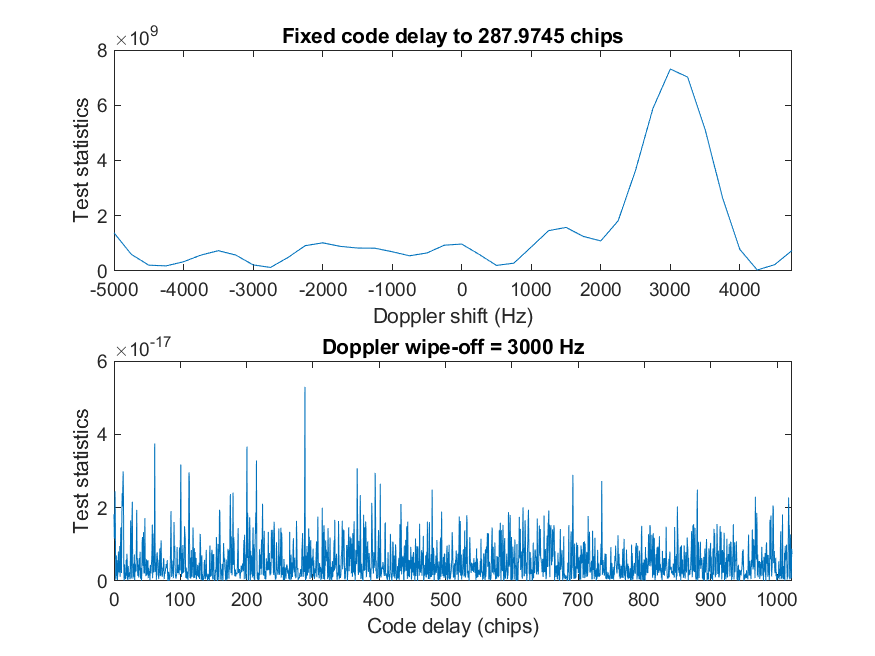 ×10^9
Fixed code delay to 287.9745 chips
8
6
4
2
0
Test statistics
-5000 -4000 -3000 -2000 -1000 0 1000 2000 3000 4000
Doppler shift (Hz)
×10^-17
Doppler wipe-off = 3000 Hz
6
4
2
0
Test statistics
0 100 200 300 400 500 600 700 800 900 1000
Code delay (chips)